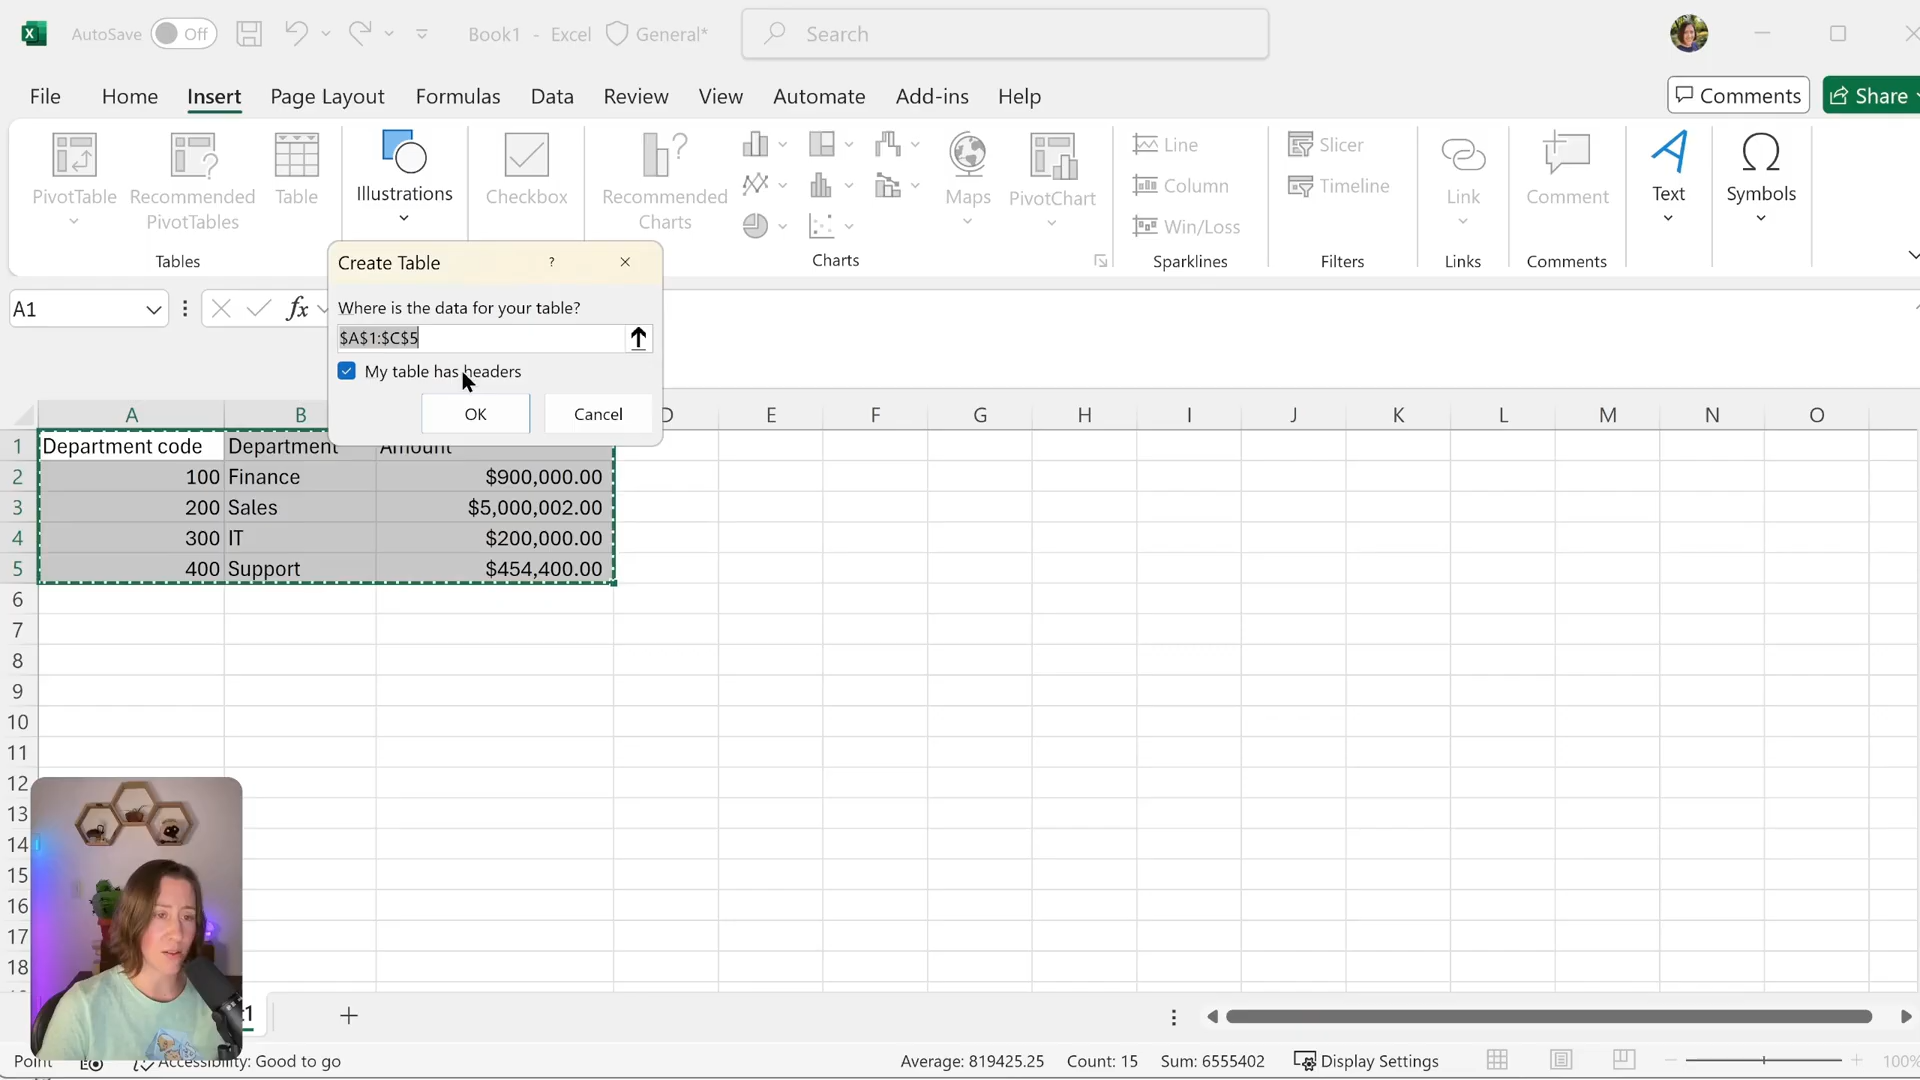 AutoSave Off Book1 - Excel General* Search
File Home Insert Page Layout Formulas Data Review View Automate Add-ins Help Comments Share
PivotTable
Recommended
PivotTables
Table
Illustrations
Checkbox
Recommended
Charts
Maps
PivotChart
Line
Column
Win/Loss
Slicer
Timeline
Link
Comment
Text
Symbols
Tables Charts Sparklines Filters Links Comments
A1 fx
Create Table ?
Where is the data for your table?
$A$1:$C$5
My table has headers
OK Cancel
A B D E F G H I J K L M N O
1 Department code Department Amount
2 100 Finance $900,000.00
3 200 Sales $5,000,002.00
4 300 IT $200,000.00
5 400 Support $454,400.00
6
7
8
9
10
11
12
13
14
15
16
17
18
Point Accessibility: Good to go Average: 819425.25 Count: 15 Sum: 6555402 Display Settings 100%